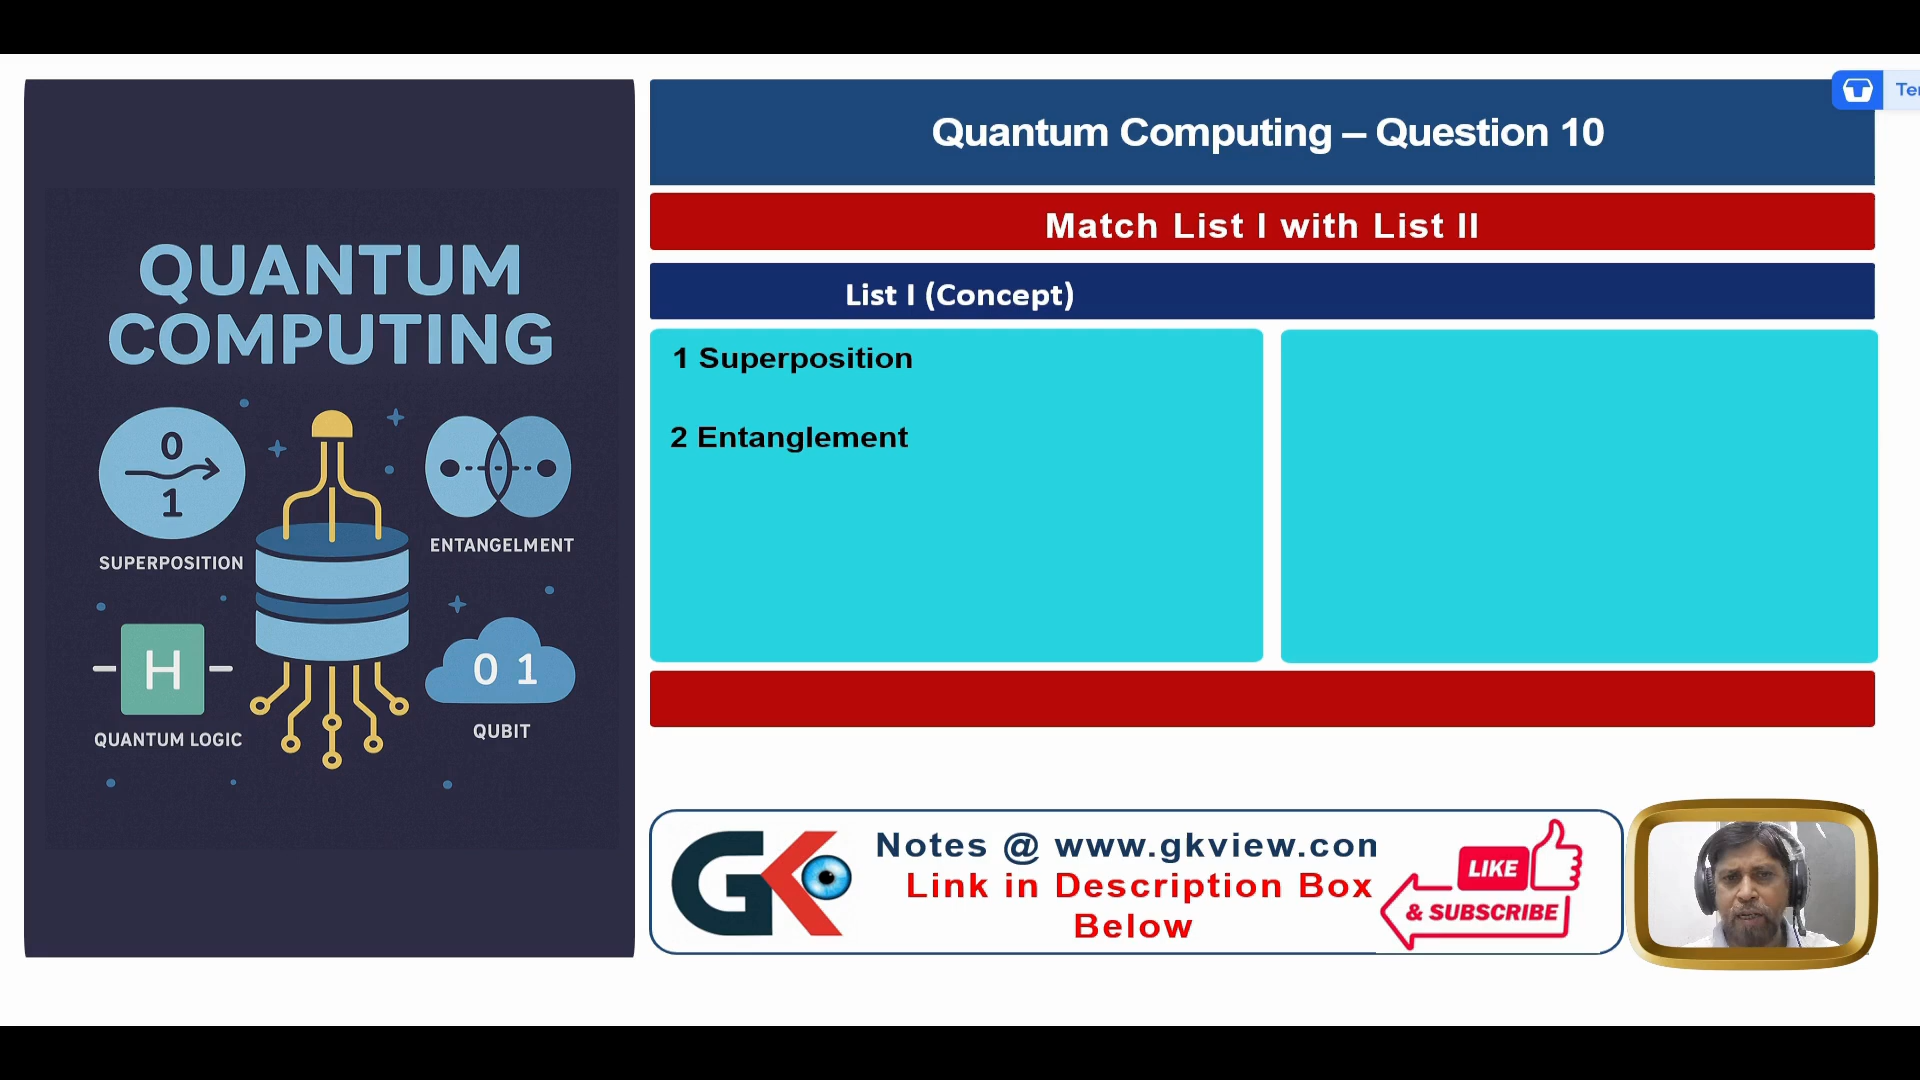 QUANTUM
COMPUTING
0
1
SUPERPOSITION
ENTANGELMENT
H
QUANTUM LOGIC
0 1
QUBIT
Quantum Computing – Question 10
Match List I with List II
List I (Concept)
1 Superposition
2 Entanglement
GK
Notes @ www.gkview.con
Link in Description Box
Below
LIKE
& SUBSCRIBE